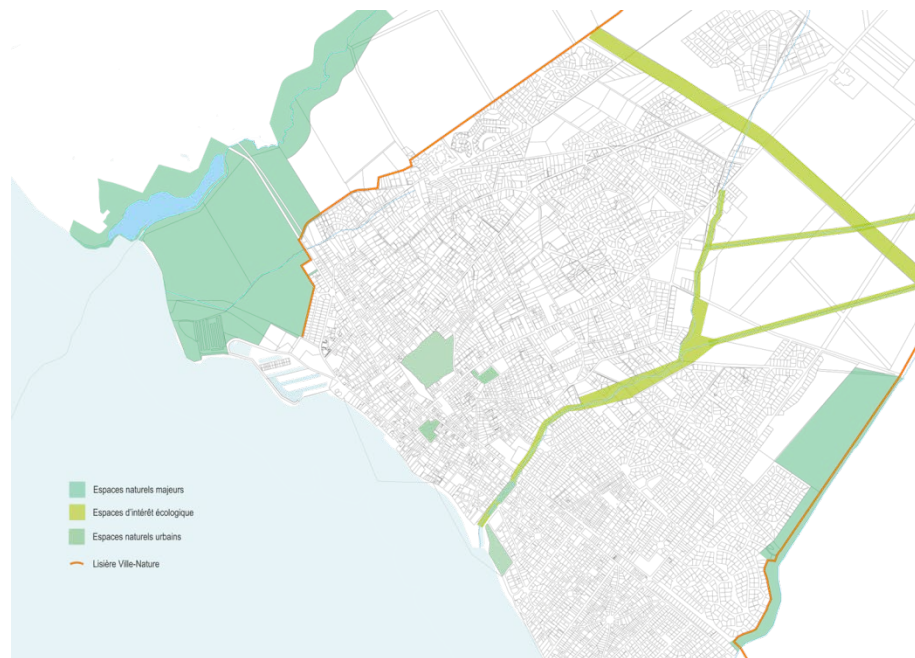 Espaces naturels majeurs
Espaces d'intérêt écologique
Espaces naturels urbains
Lisière Ville-Nature